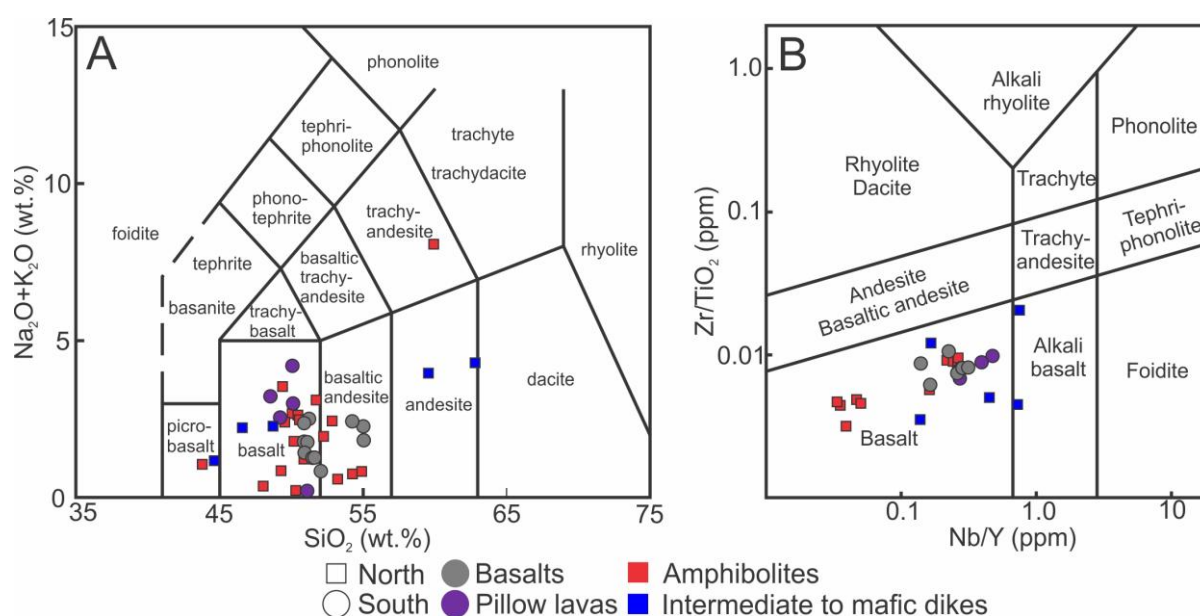 A
15
10
5
0
Na₂O+K₂O (wt.%)
35
45
55
65
75
SiO₂ (wt.%)
phonolite
tephri-
phonolite
trachyte
trachydacite
phono-
tephrite
trachy-
andesite
foidite
tephrite
basaltic
trachy-
andesite
rhyolite
basanite
trachy-
basalt
basaltic
andesite
andesite
dacite
picro-
basalt
basalt
B
1.0
0.1
0.01
Zr/TiO₂ (ppm)
0.1
1.0
10
Nb/Y (ppm)
Alkali
rhyolite
Phonolite
Rhyolite
Dacite
Trachyte
Tephri-
phonolite
Trachy-
andesite
Andesite
Basaltic andesite
Alkali
basalt
Foidite
Basalt
North
Basalts
Amphibolites
South
Pillow lavas
Intermediate to mafic dikes